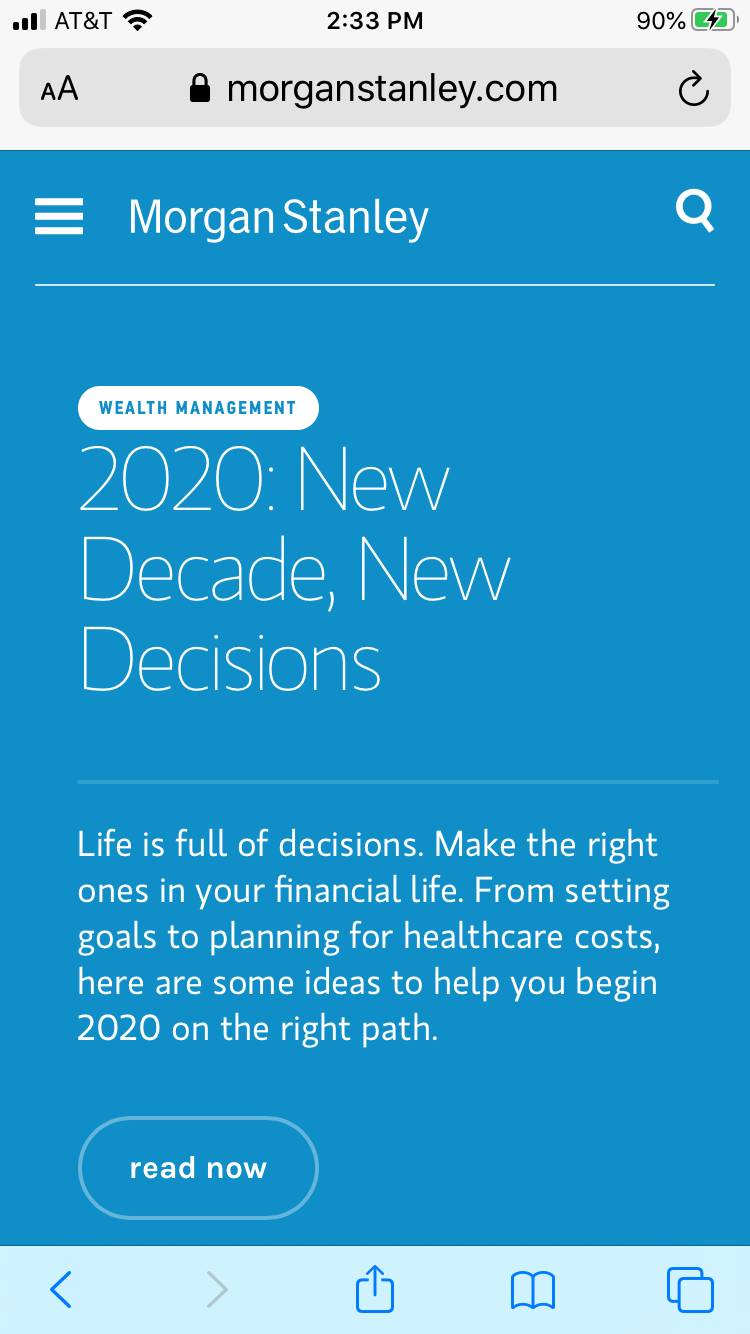 AT&T 2:33 PM 90%
AA morganstanley.com
Morgan Stanley
WEALTH MANAGEMENT
2020: New
Decade, New
Decisions
Life is full of decisions. Make the right
ones in your financial life. From setting
goals to planning for healthcare costs,
here are some ideas to help you begin
2020 on the right path.
read now